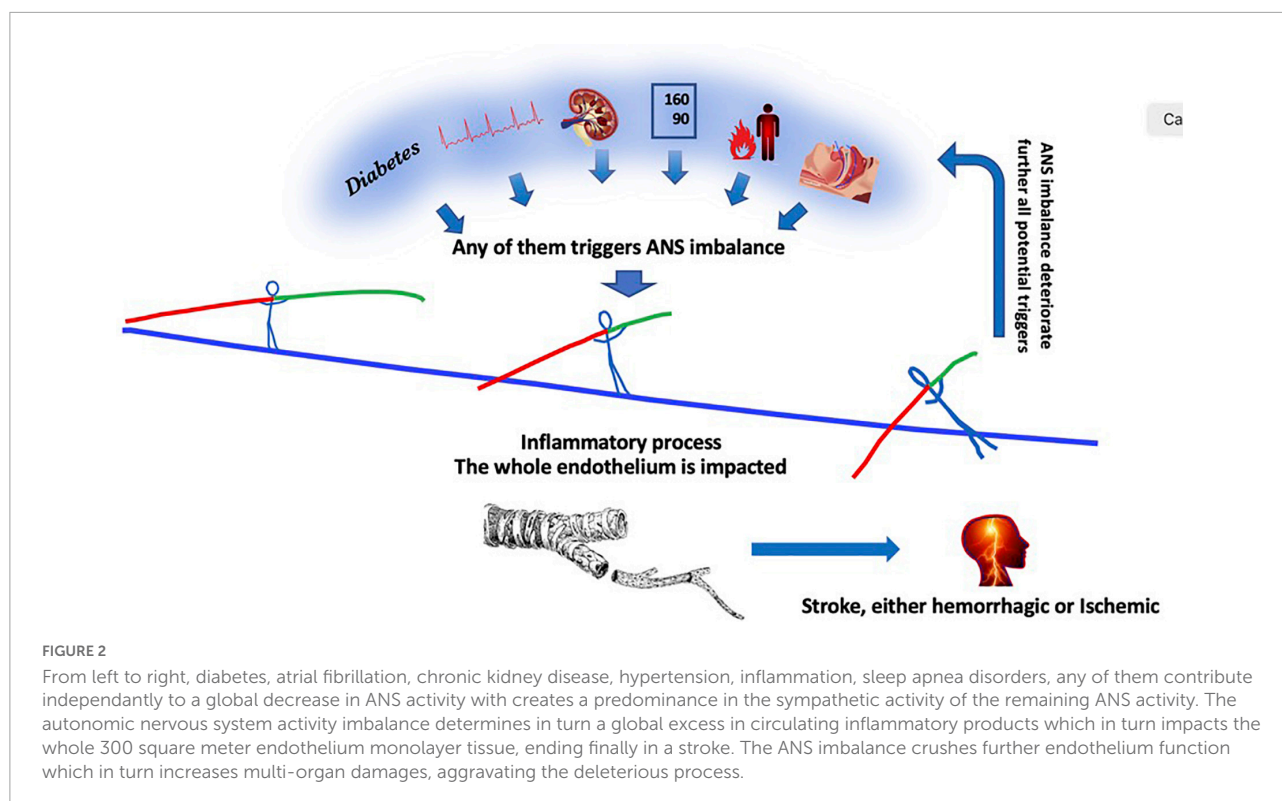 160
90
Ca
Diabetes
ANS imbalance deteriorate
further all potential triggers
Any of them triggers ANS imbalance
Inflammatory process
The whole endothelium is impacted
Stroke, either hemorrhagic or Ischemic
FIGURE 2
From left to right, diabetes, atrial fibrillation, chronic kidney disease, hypertension, inflammation, sleep apnea disorders, any of them contribute
independantly to a global decrease in ANS activity with creates a predominance in the sympathetic activity of the remaining ANS activity. The
autonomic nervous system activity imbalance determines in turn a global excess in circulating inflammatory products which in turn impacts the
whole 300 square meter endothelium monolayer tissue, ending finally in a stroke. The ANS imbalance crushes further endothelium function
which in turn increases multi-organ damages, aggravating the deleterious process.